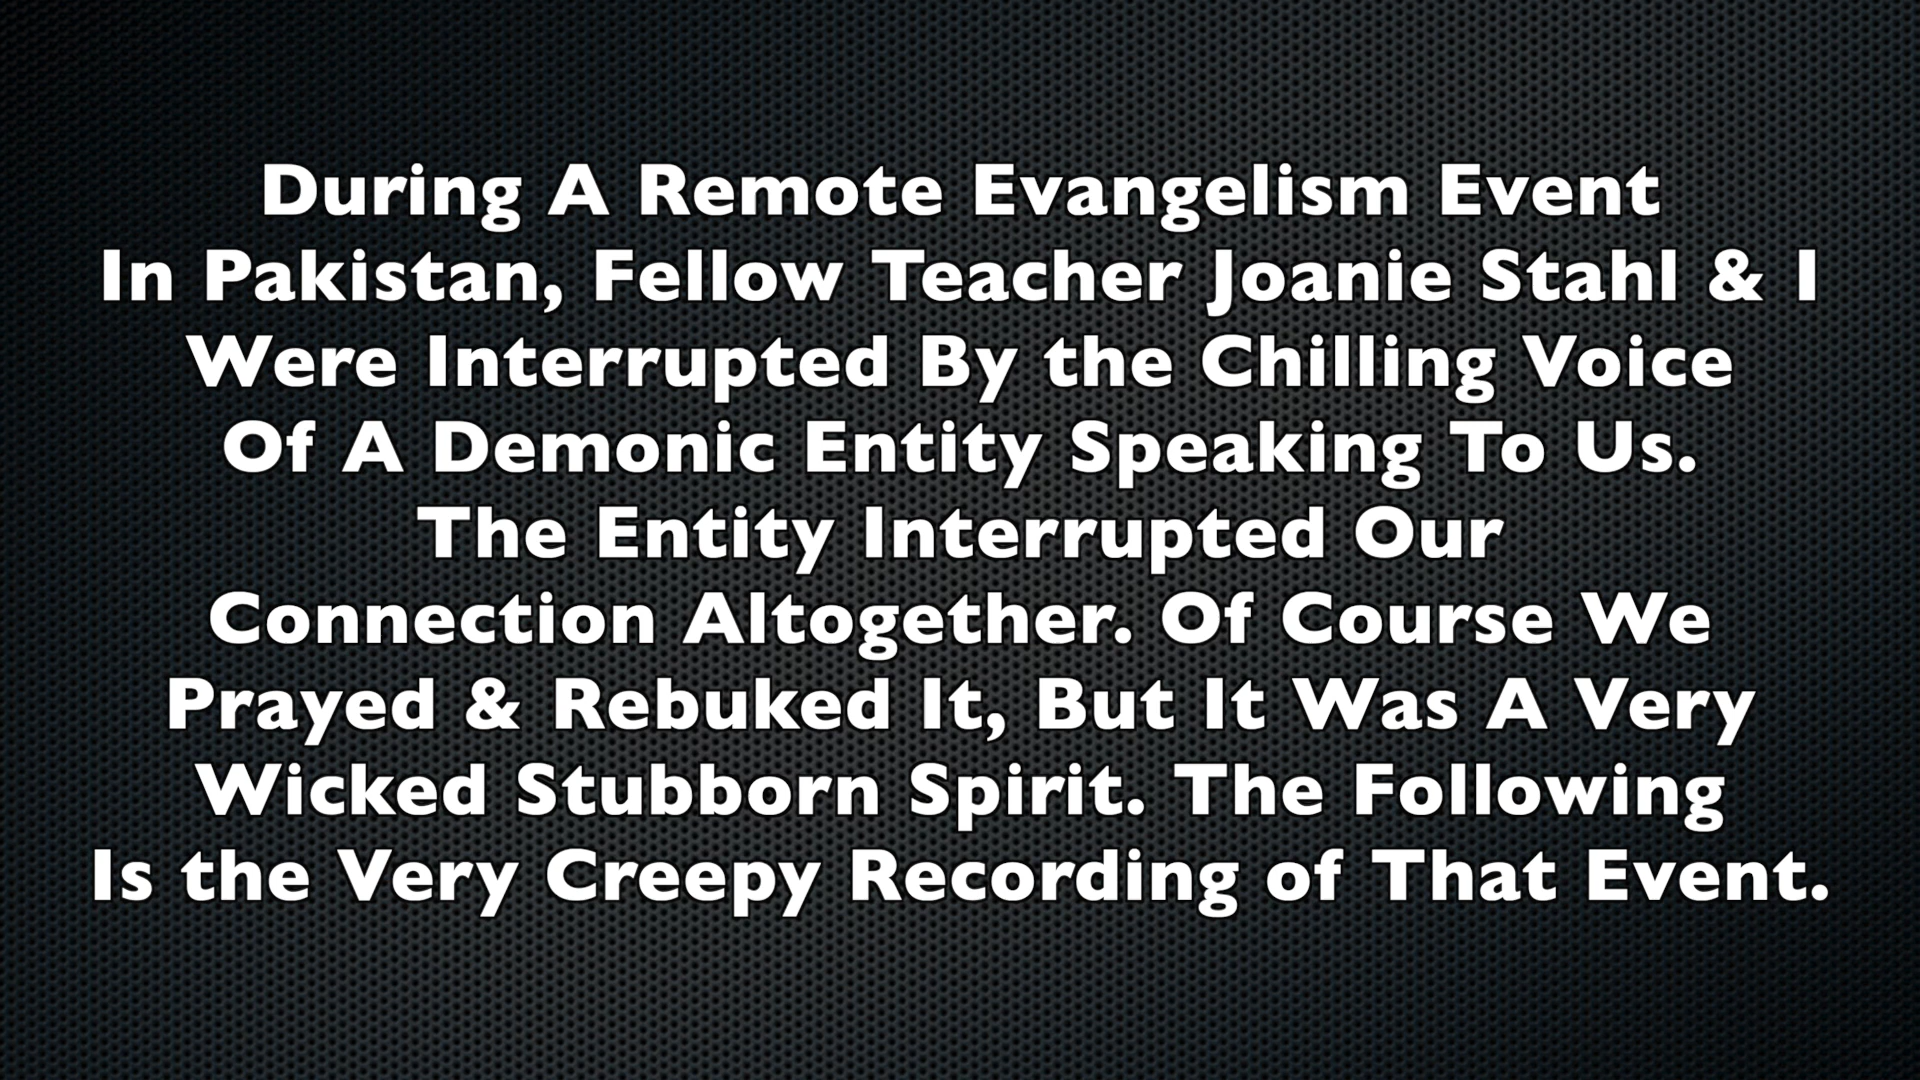 During A Remote Evangelism Event
In Pakistan, Fellow Teacher Joanie Stahl & I
Were Interrupted By the Chilling Voice
Of A Demonic Entity Speaking To Us.
The Entity Interrupted Our
Connection Altogether. Of Course We
Prayed & Rebuked It, But It Was A Very
Wicked Stubborn Spirit. The Following
Is the Very Creepy Recording of That Event.